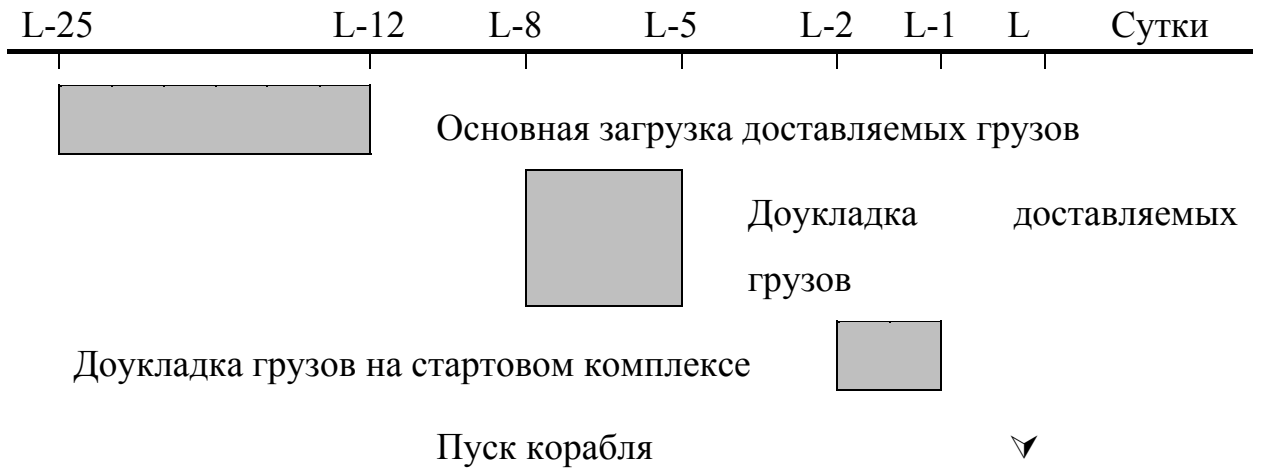 L-25 L-12 L-8 L-5 L-2 L-1 L Сутки
Основная загрузка доставляемых грузов
Доукладка доставляемых
грузов
Доукладка грузов на стартовом комплексе
Пуск корабля